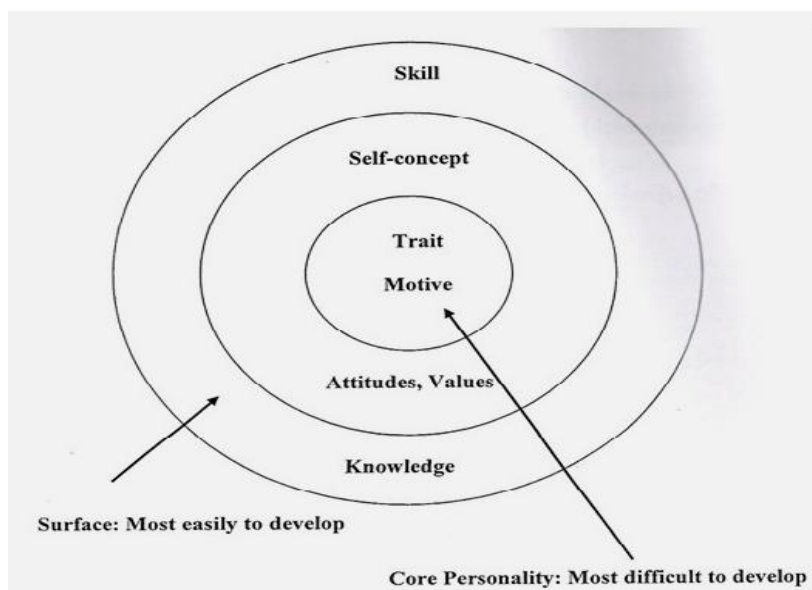 Skill
Self-concept
Trait
Motive
Attitudes, Values
Knowledge
Surface: Most easily to develop
Core Personality: Most difficult to develop